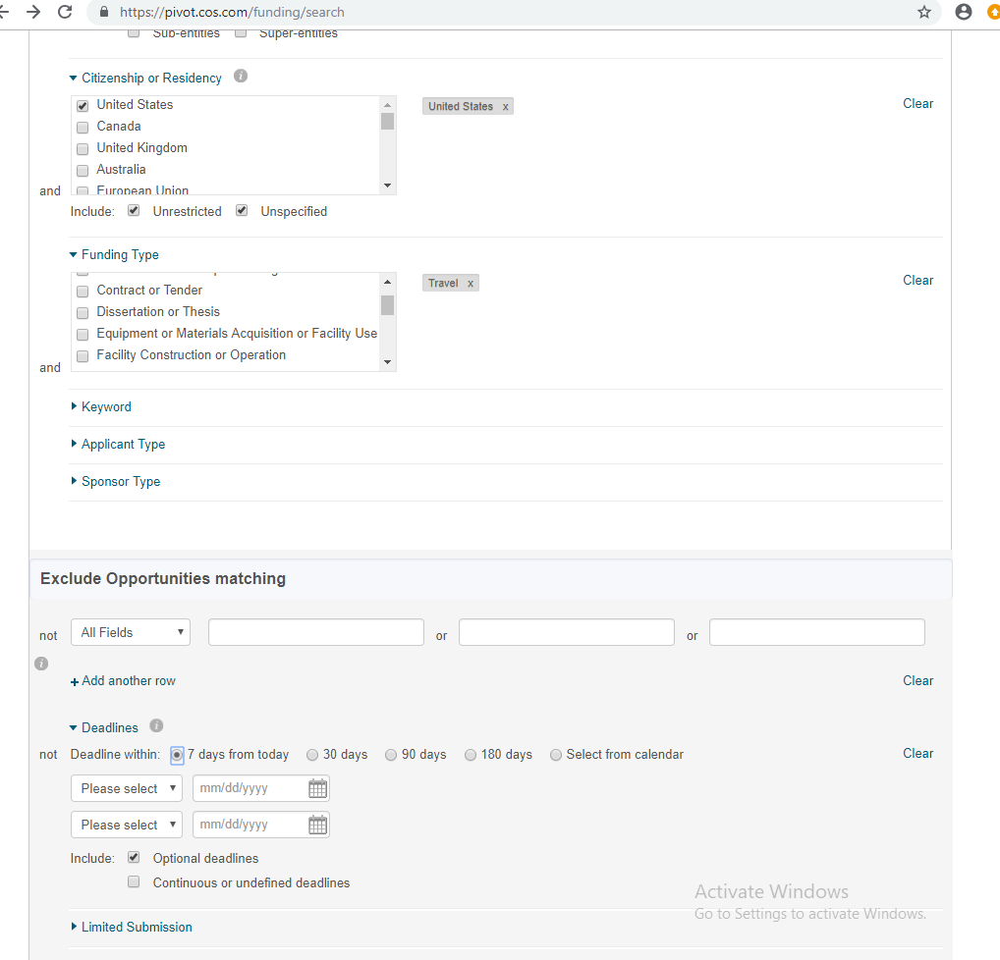 https://pivot.cos.com/funding/search
Sub-entities Super-entities
Citizenship or Residency i
United States United States x Clear
Canada
United Kingdom
Australia
and European Union
Include: Unrestricted Unspecified
Funding Type
Travel x Clear
Contract or Tender
Dissertation or Thesis
Equipment or Materials Acquisition or Facility Use
Facility Construction or Operation
and
Keyword
Applicant Type
Sponsor Type
Exclude Opportunities matching
not All Fields or or
i
+ Add another row Clear
Deadlines i
not Deadline within: 7 days from today 30 days 90 days 180 days Select from calendar Clear
Please select mm/dd/yyyy
Please select mm/dd/yyyy
Include: Optional deadlines
Continuous or undefined deadlines
Activate Windows
Go to Settings to activate Windows.
Limited Submission